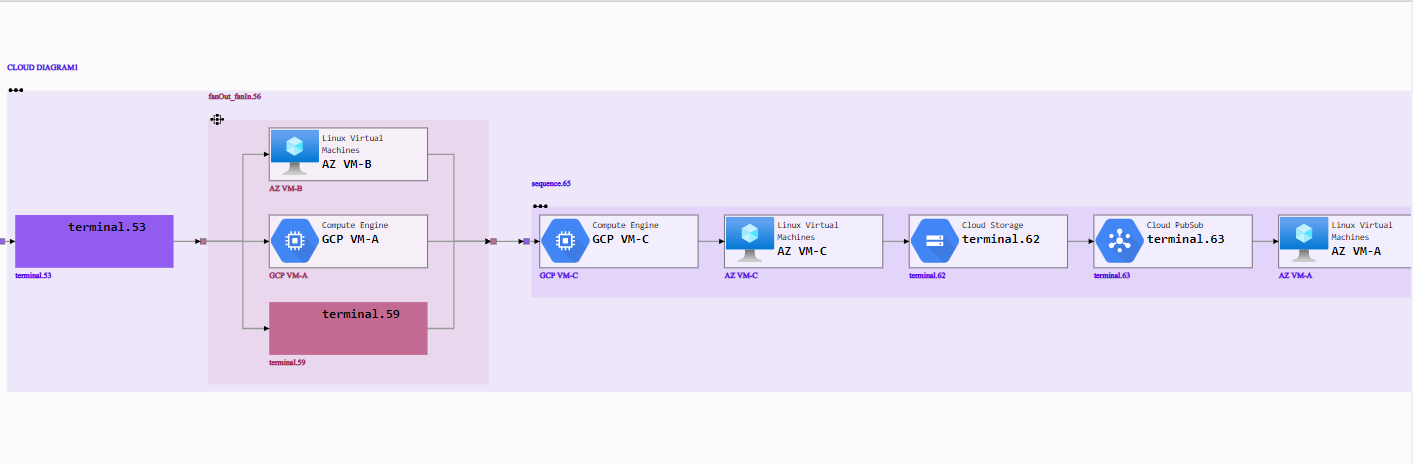 CLOUD DIAGRAM1
fanOut_fanIn.56
Linux Virtual
Machines
AZ VM-B
AZ VM-B
sequence.65
terminal.53
terminal.53
Compute Engine
GCP VM-A
GCP VM-A
terminal.59
terminal.59
Compute Engine
GCP VM-C
GCP VM-C
Linux Virtual
Machines
AZ VM-C
AZ VM-C
Cloud Storage
terminal.62
terminal.62
Cloud PubSub
terminal.63
terminal.63
Linux Virtual
Machines
AZ VM-A
AZ VM-A